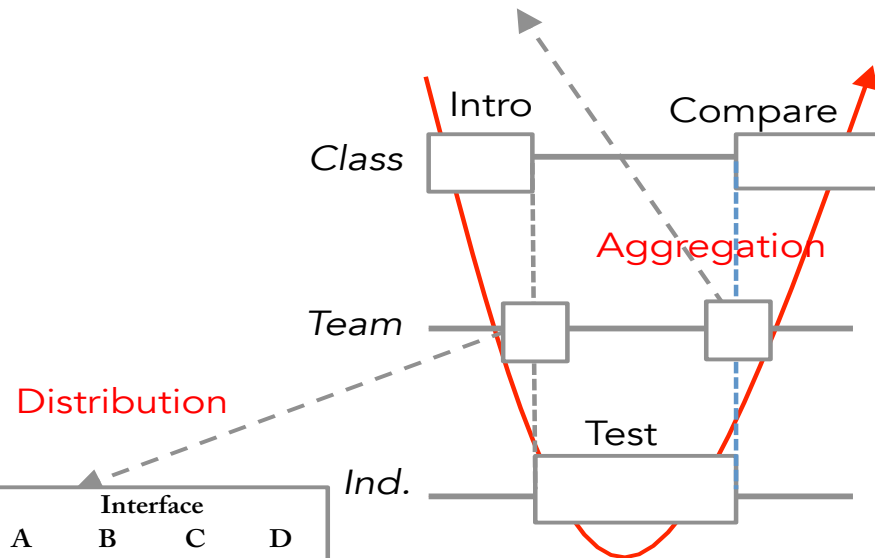 Intro
Compare
Class
Aggregation
Team
Distribution
Test
Ind.
Interface
A B C D